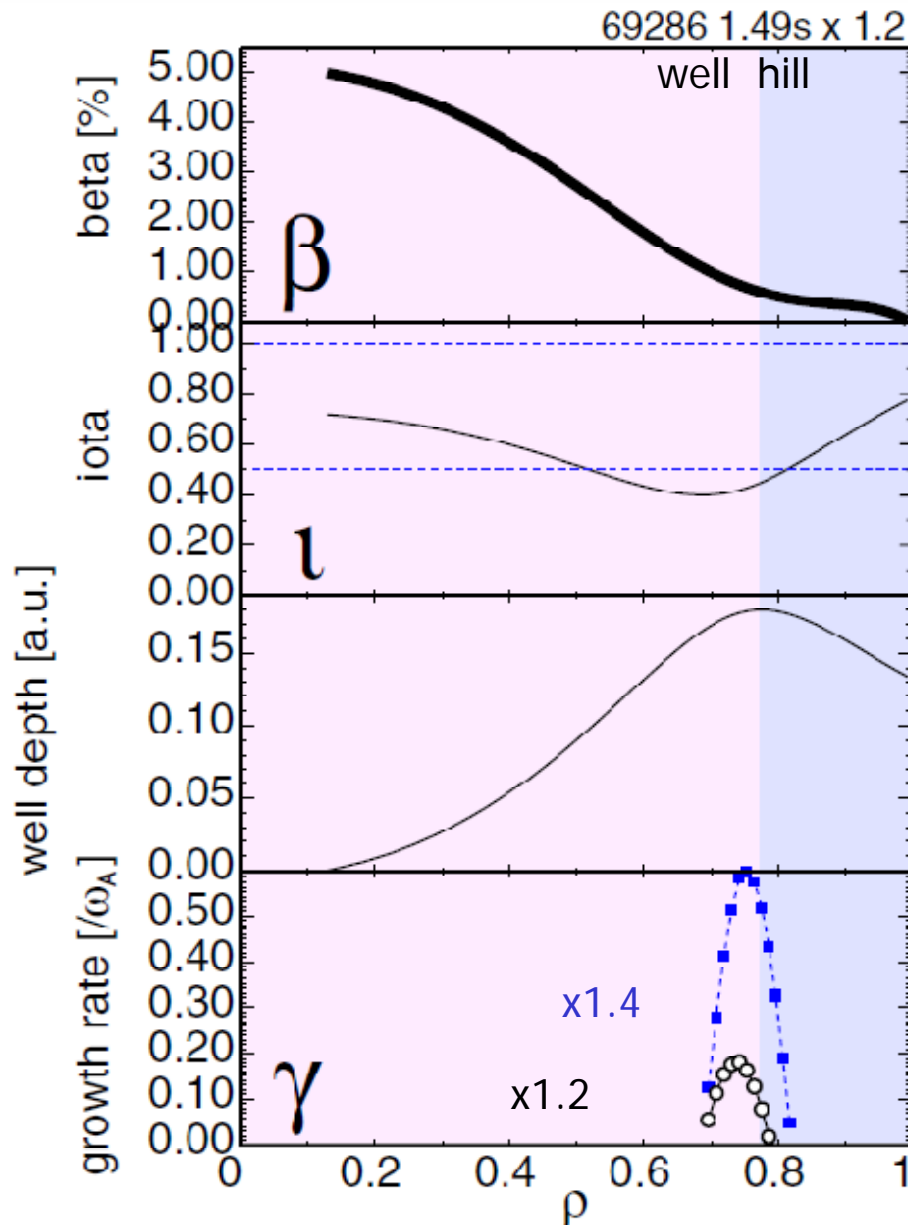 69286 1.49s x 1.2
well hill
beta [%]
5.00
4.00
3.00
2.00
1.00
0.00
β
iota
1.00
0.80
0.60
0.40
0.20
0.00
ι
well depth [a.u.]
0.15
0.10
0.05
0.00
growth rate [/ωA]
0.50
0.40
0.30
0.20
0.10
0.00
x1.4
x1.2
γ
0 0.2 0.4 0.6 0.8 1
ρ